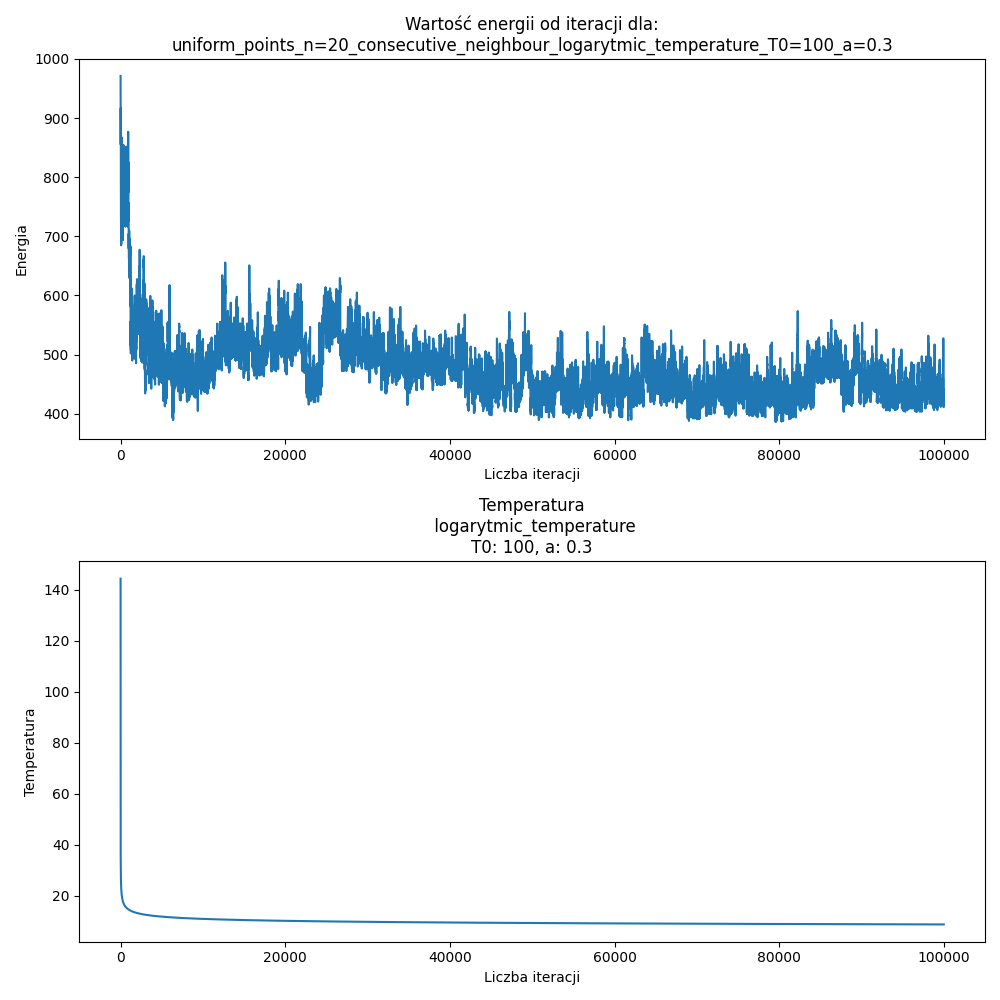 Wartość energii od iteracji dla:
uniform_points_n=20_consecutive_neighbour_logarytmic_temperature_T0=100_a=0.3
1000
900
800
700
600
500
400
Energia
0 20000 40000 60000 80000 100000
Liczba iteracji
Temperatura
logarytmic_temperature
T0: 100, a: 0.3
140
120
100
80
60
40
20
Temperatura
0 20000 40000 60000 80000 100000
Liczba iteracji